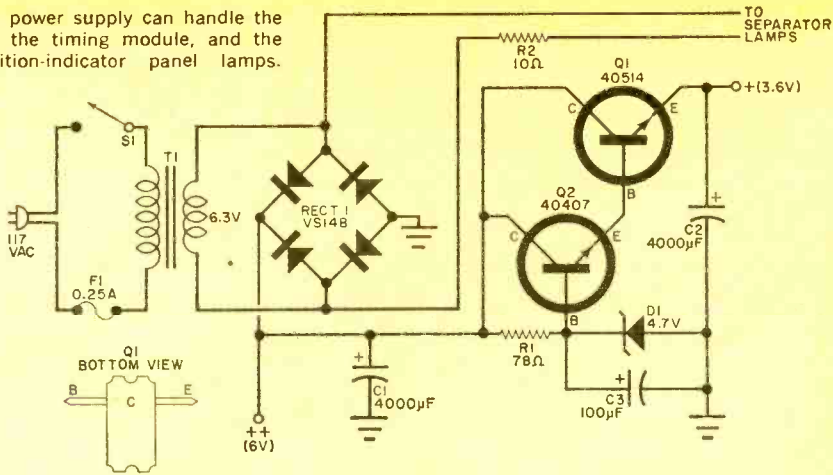 power supply can handle the
the timing module, and the
ition-indicator panel lamps.
TO
SEPARATOR
LAMPS
R2
10Ω
Q1
40514
C
E
+(3.6V)
B
S1
T1
6.3V
RECT 1
VS148
117
VAC
F1
0.25A
Q2
40407
C
E
B
+
C2
4000µF
R1
78Ω
D1
4.7V
+
C3
100µF
+
C1
4000µF
++
(6V)
Q1
BOTTOM VIEW
B
C
E